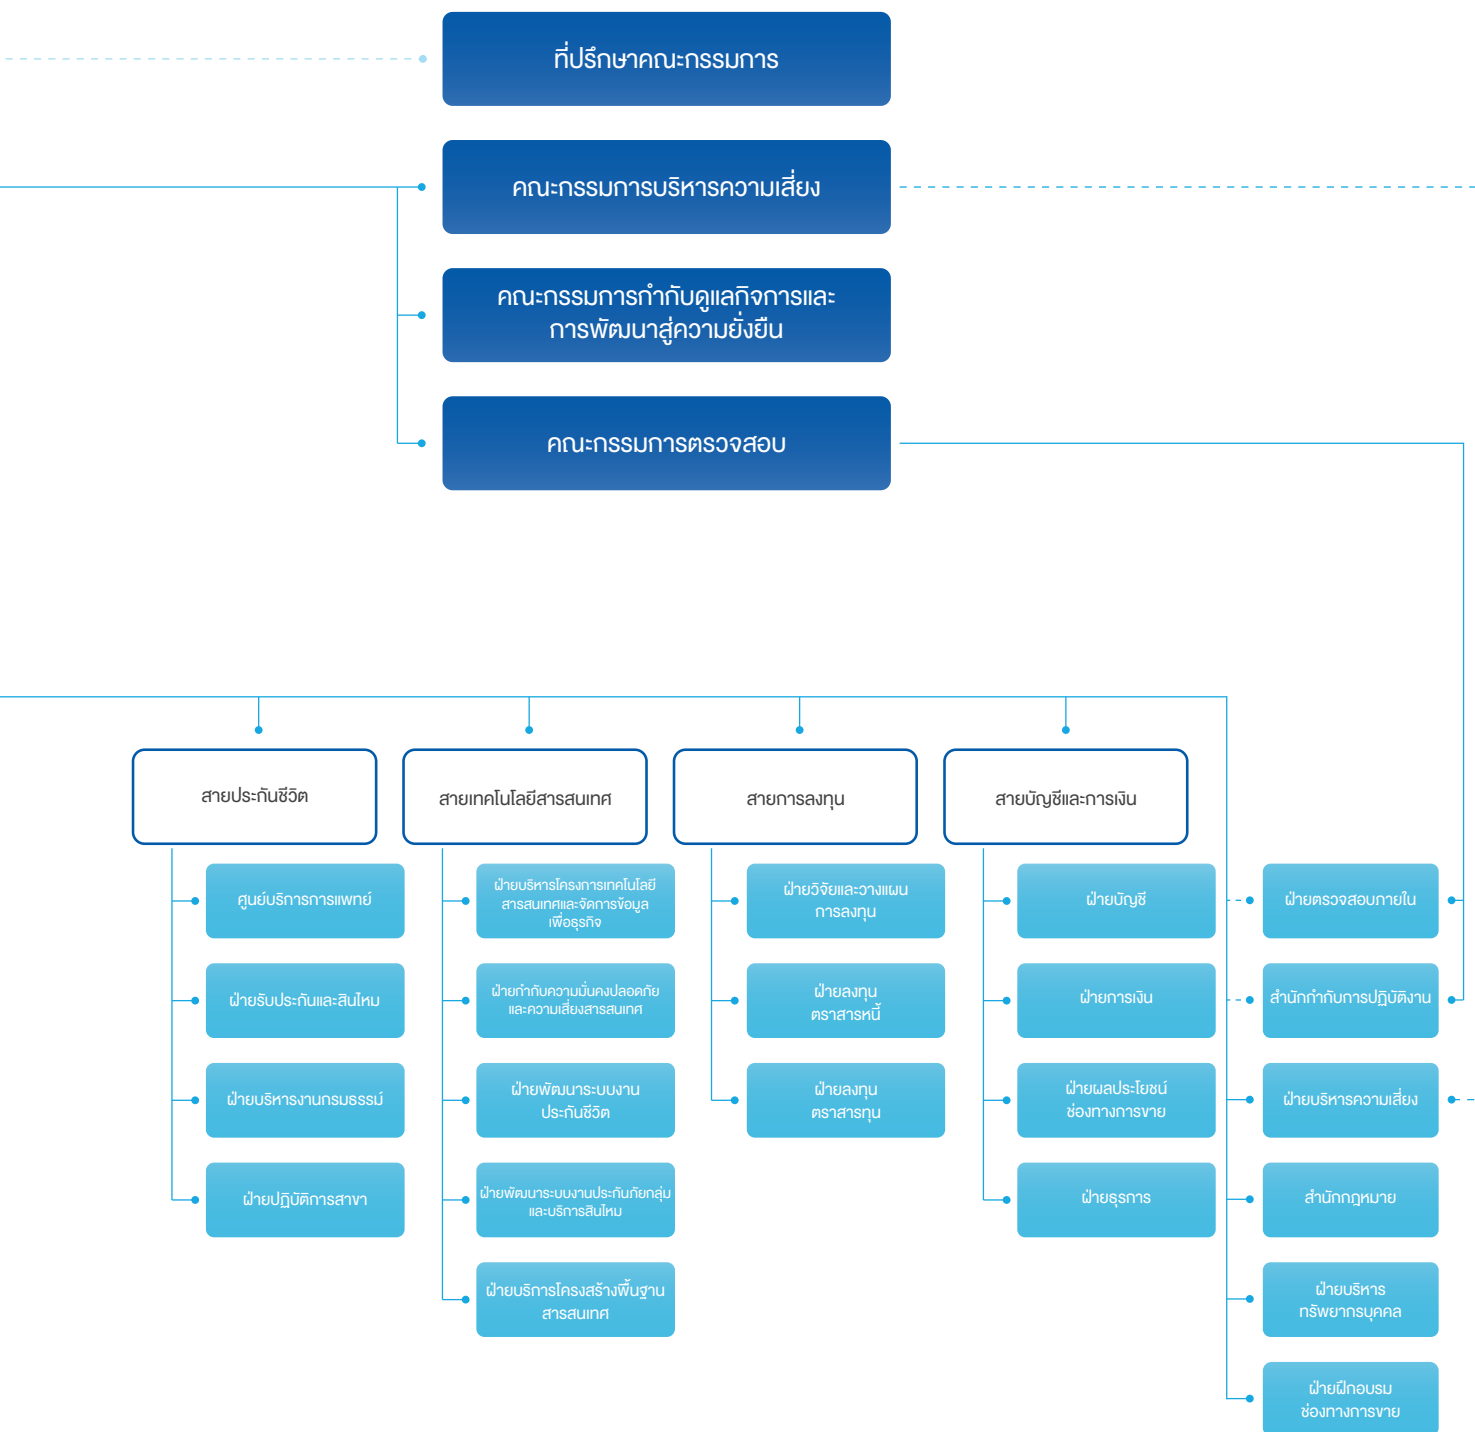 ที่ปรึกษาคณะกรรมการ
คณะกรรมการบริหารความเสี่ยง
คณะกรรมการกำกับดูแลกิจการและ
การพัฒนาสู่ความยั่งยืน
คณะกรรมการตรวจสอบ
สายประกันชีวิต
ศูนย์บริการการแพทย์
ฝ่ายรับประกันและสินไหม
ฝ่ายบริหารงานกรมธรรม์
ฝ่ายปฏิบัติการสาขา
สายเทคโนโลยีสารสนเทศ
ฝ่ายบริหารโครงการเทคโนโลยี
สารสนเทศและจัดการข้อมูล
เพื่อธุรกิจ
ฝ่ายกำกับความมั่นคงปลอดภัย
และความเสี่ยงสารสนเทศ
ฝ่ายพัฒนาระบบงาน
ประกันชีวิต
ฝ่ายพัฒนาระบบงานประกันภัยกลุ่ม
และบริการสินไหม
ฝ่ายบริการโครงสร้างพื้นฐาน
สารสนเทศ
สายการลงทุน
ฝ่ายวิจัยและวางแผน
การลงทุน
ฝ่ายลงทุน
ตราสารหนี้
ฝ่ายลงทุน
ตราสารทุน
สายบัญชีและการเงิน
ฝ่ายบัญชี
ฝ่ายการเงิน
ฝ่ายผลประโยชน์
ช่องทางการขาย
ฝ่ายธุรการ
ฝ่ายตรวจสอบภายใน
สำนักกำกับการปฏิบัติงาน
ฝ่ายบริหารความเสี่ยง
สำนักกฎหมาย
ฝ่ายบริหาร
ทรัพยากรบุคคล
ฝ่ายฝึกอบรม
ช่องทางการขาย